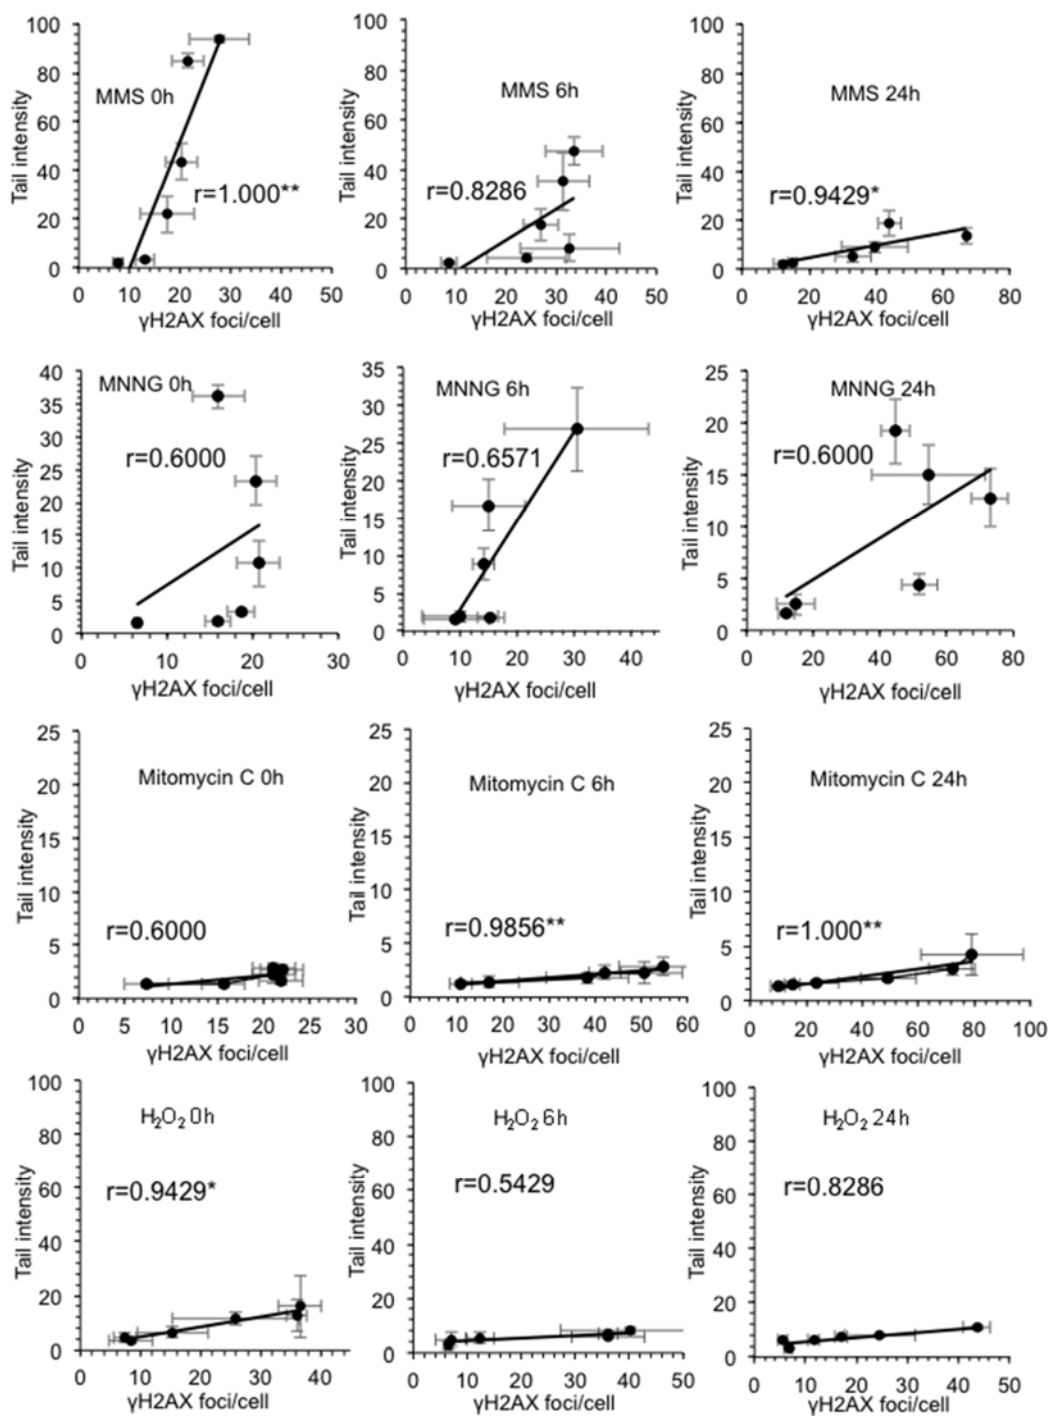 100
80
60
40
20
0
Tail intensity
MMS 0h
r=1.000**
0 10 20 30 40 50
γH2AX foci/cell
100
80
60
40
20
0
Tail intensity
MMS 6h
r=0.8286
0 10 20 30 40 50
γH2AX foci/cell
100
80
60
40
20
0
Tail intensity
MMS 24h
r=0.9429*
0 20 40 60 80
γH2AX foci/cell
40
35
30
25
20
15
10
5
0
Tail intensity
MNNG 0h
r=0.6000
0 10 20 30
γH2AX foci/cell
35
30
25
20
15
10
5
0
Tail intensity
MNNG 6h
r=0.6571
0 10 20 30 40
γH2AX foci/cell
25
20
15
10
5
0
Tail intensity
MNNG 24h
r=0.6000
0 20 40 60 80
γH2AX foci/cell
25
20
15
10
5
0
Tail intensity
Mitomycin C 0h
r=0.6000
0 5 10 15 20 25 30
γH2AX foci/cell
25
20
15
10
5
0
Tail intensity
Mitomycin C 6h
r=0.9856**
0 10 20 30 40 50 60
γH2AX foci/cell
25
20
15
10
5
0
Tail intensity
Mitomycin C 24h
r=1.000**
0 20 40 60 80 100
γH2AX foci/cell
100
80
60
40
20
0
Tail intensity
H₂O₂ 0h
r=0.9429*
0 10 20 30 40
γH2AX foci/cell
100
80
60
40
20
0
Tail intensity
H₂O₂ 6h
r=0.5429
0 10 20 30 40 50
γH2AX foci/cell
100
80
60
40
20
0
Tail intensity
H₂O₂ 24h
r=0.8286
0 10 20 30 40 50
γH2AX foci/cell